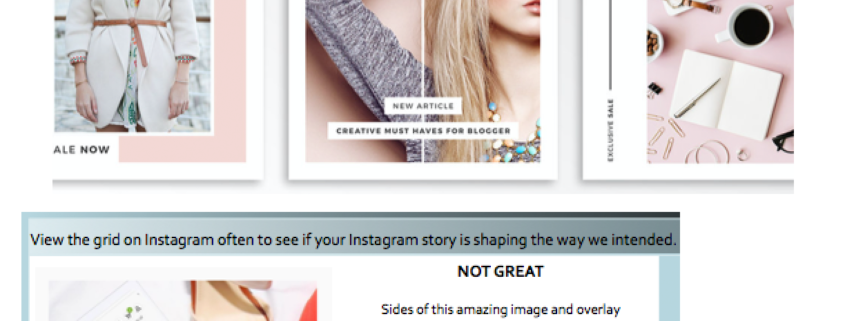 ALE NOW
NEW ARTICLE
CREATIVE MUST HAVES FOR BLOGGER
EXCLUSIVE SALE
View the grid on Instagram often to see if your Instagram story is shaping the way we intended.
NOT GREAT
Sides of this amazing image and overlay